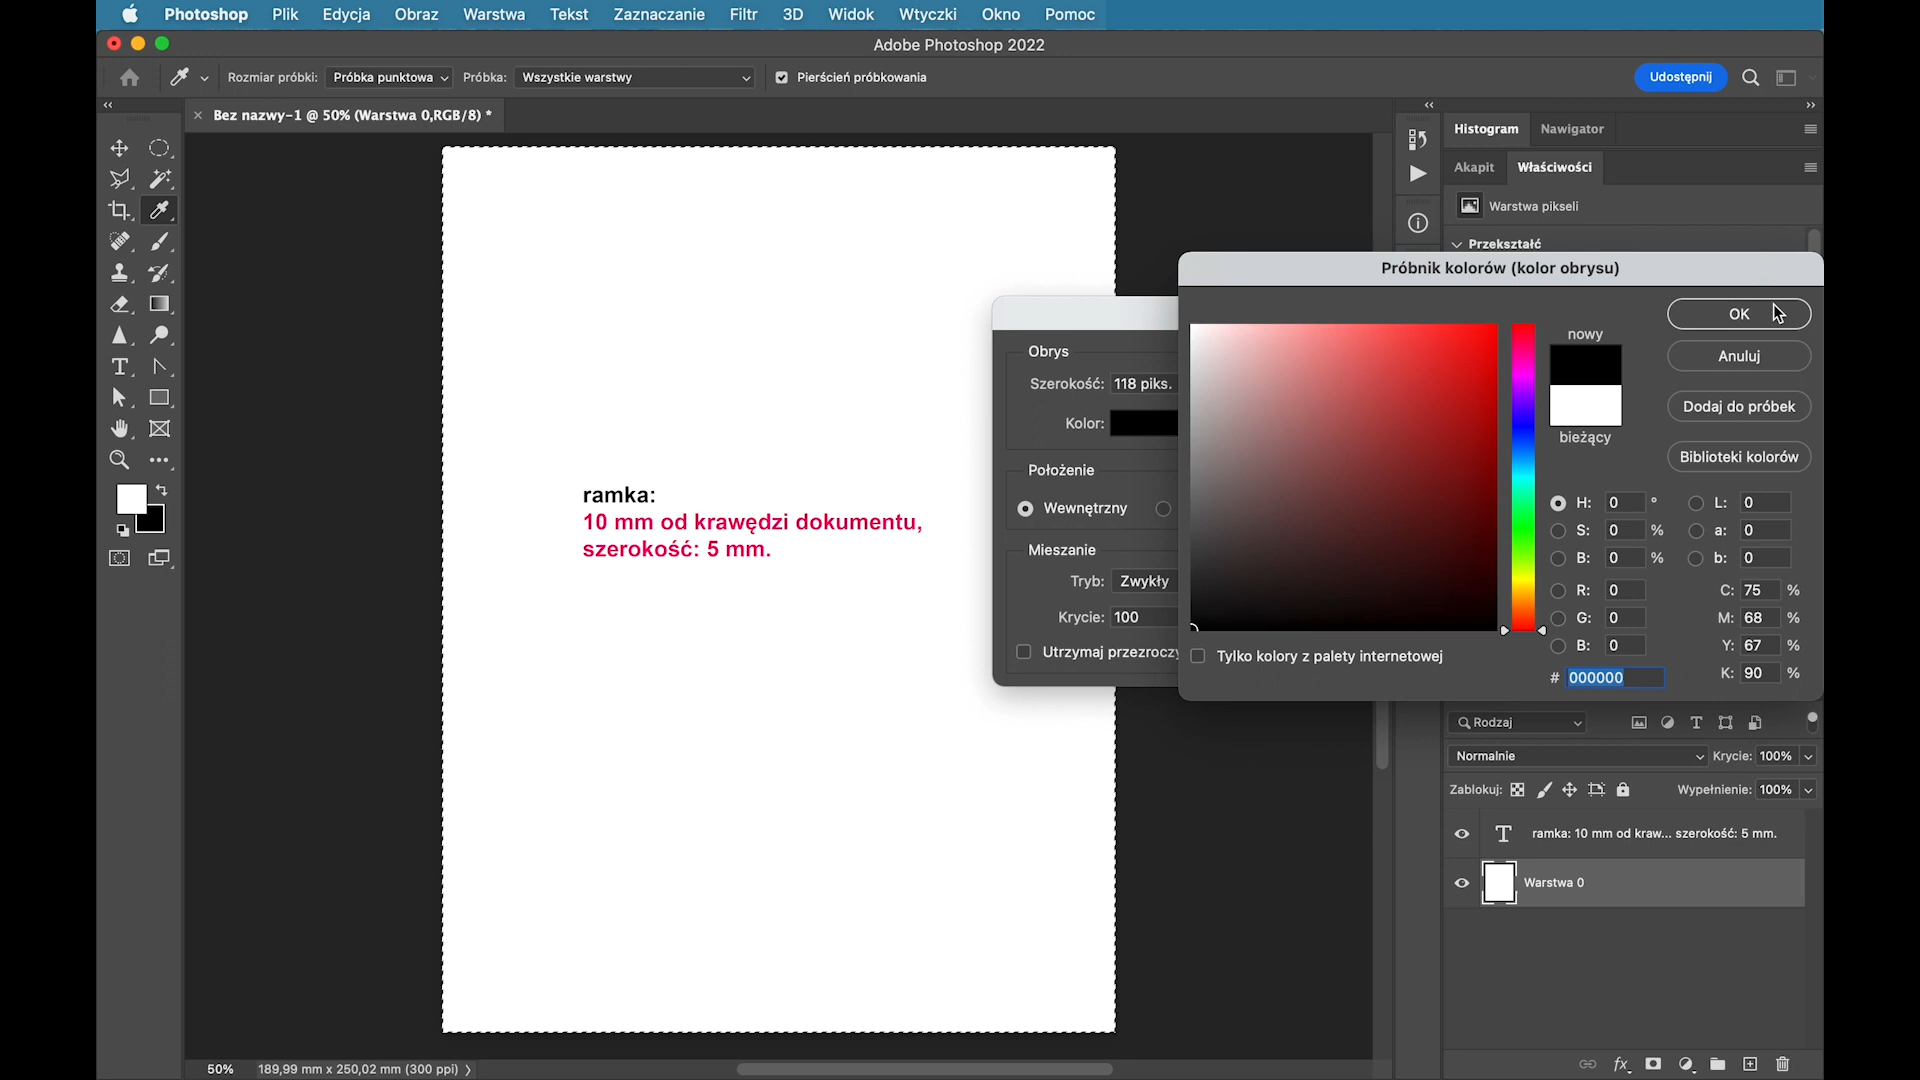 Photoshop Plik Edycja Obraz Warstwa Tekst Zaznaczanie Filtr 3D Widok Wtyczki Okno Pomoc
Adobe Photoshop 2022
Rozmiar próbki: Próbka punktowa Próbka: Wszystkie warstwy Pierścień próbkowania Udostępnij
Bez nazwy-1 @ 50% (Warstwa 0,RGB/8) *
Histogram Nawigator
Akapit Właściwości
Warstwa pikseli
Przekształć
Próbnik kolorów (kolor obrysu)
OK
nowy
Anuluj
Dodaj do próbek
bieżący
Biblioteki kolorów
H: 0 ° L: 0
S: 0 % a: 0
B: 0 % b: 0
R: 0 C: 75 %
G: 0 M: 68 %
B: 0 Y: 67 %
# 000000 K: 90 %
Tylko kolory z palety internetowej
Obrys
Szerokość: 118 piks.
Kolor:
Położenie
Wewnętrzny
Mieszanie
Tryb: Zwykły
Krycie: 100
Utrzymaj przezroczy
ramka:
10 mm od krawędzi dokumentu,
szerokość: 5 mm.
Rodzaj
Normalnie Krycie: 100%
Zablokuj: Wypełnienie: 100%
ramka: 10 mm od kraw... szerokość: 5 mm.
Warstwa 0
fx
50% 189,99 mm x 250,02 mm (300 ppi)